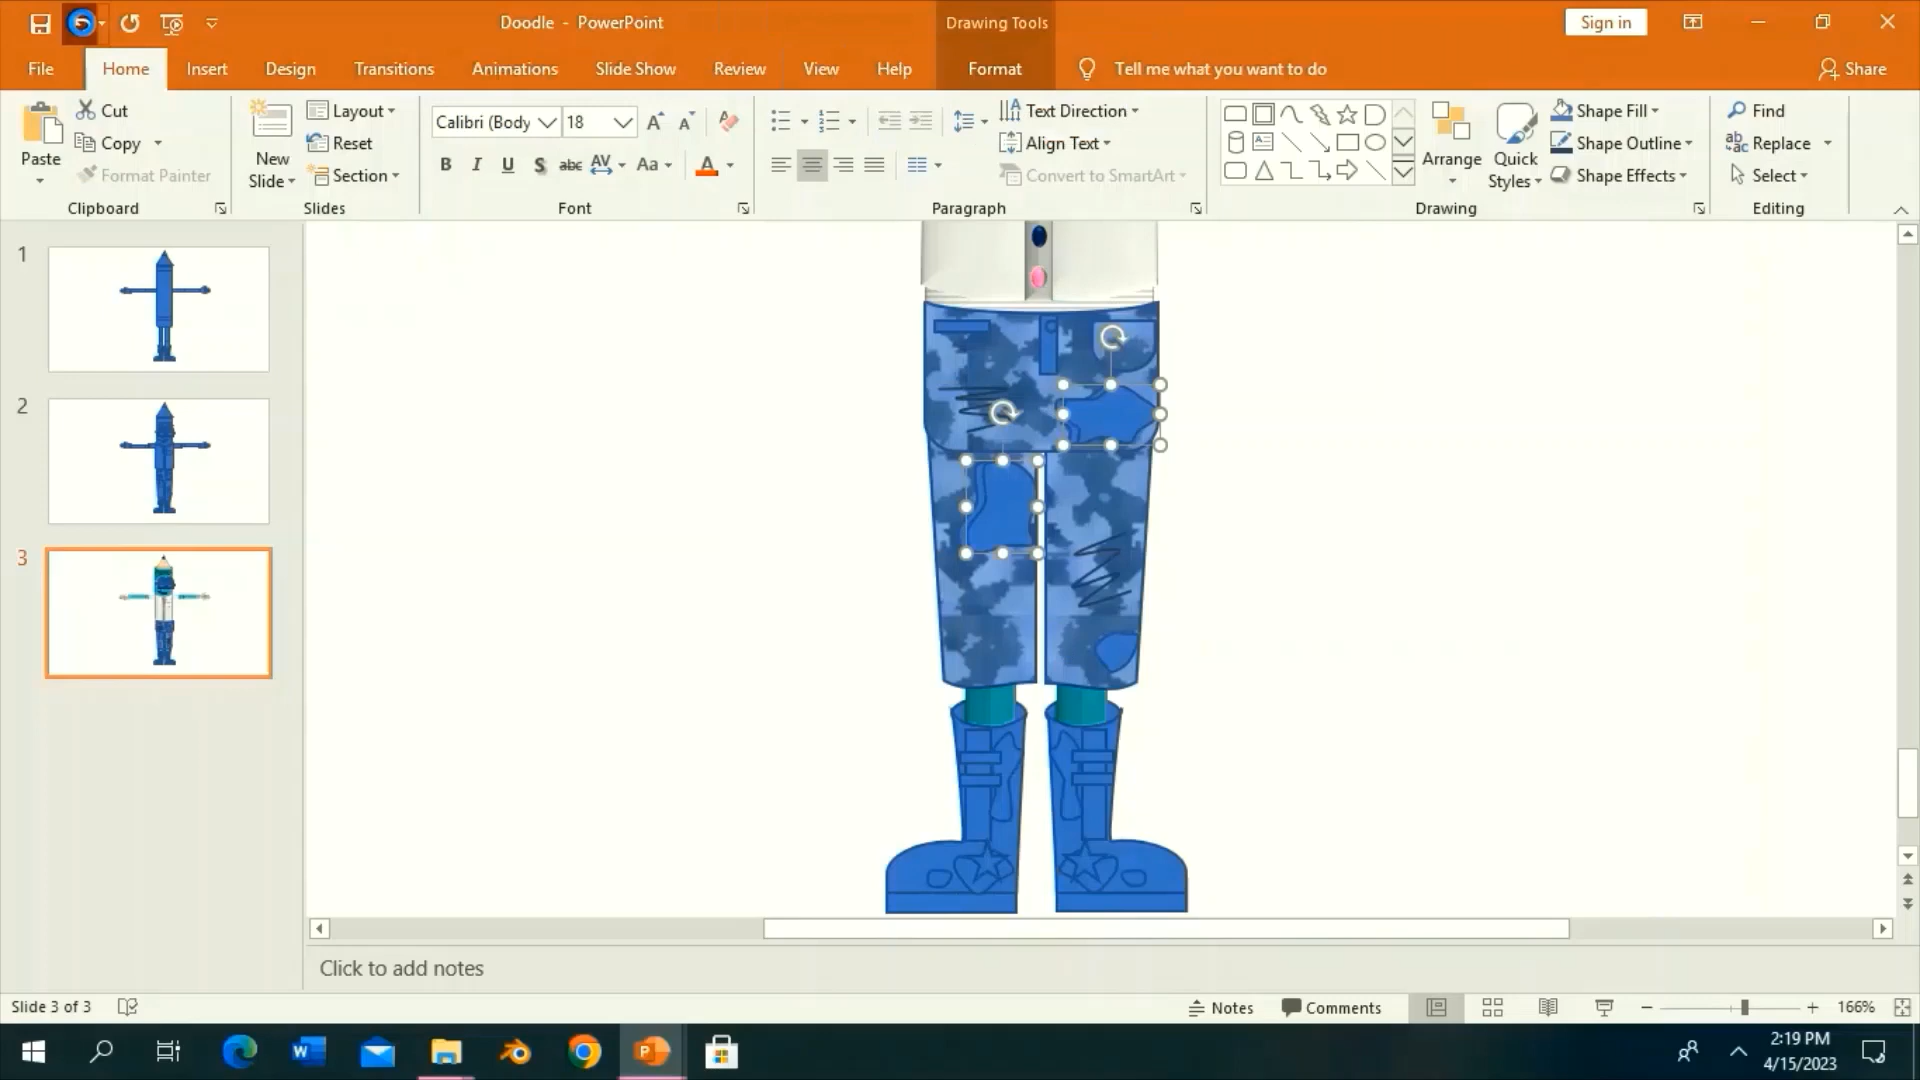 Doodle - PowerPoint
Drawing Tools
Sign in
File
Home
Insert
Design
Transitions
Animations
Slide Show
Review
View
Help
Format
Tell me what you want to do
Share
Paste
Cut
Copy
Format Painter
Clipboard
New Slide
Layout
Reset
Section
Slides
Calibri (Body
18
A A
B I U S abc AV Aa A
Font
Text Direction
Align Text
Convert to SmartArt
Paragraph
Arrange
Quick Styles
Shape Fill
Shape Outline
Shape Effects
Drawing
Find
Replace
Select
Editing
1
2
3
Click to add notes
Slide 3 of 3
Notes
Comments
166%
2:19 PM
4/15/2023